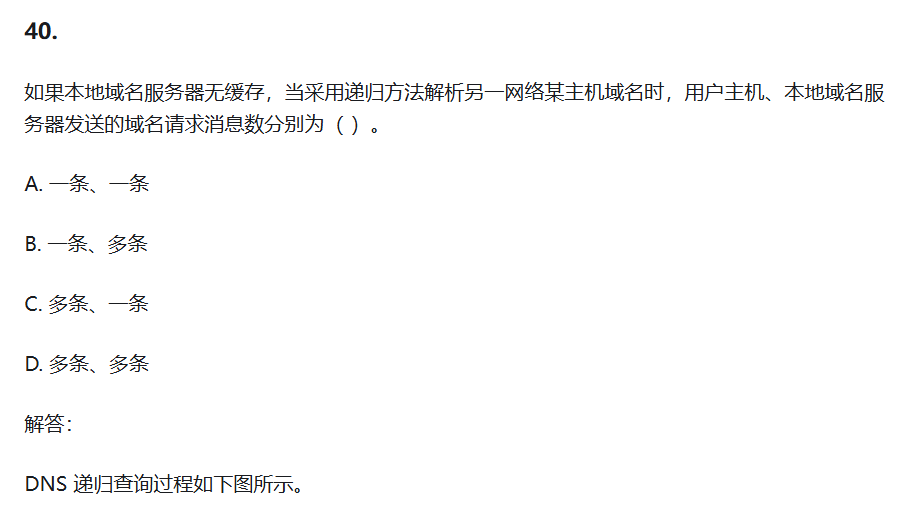 40.
如果本地域名服务器无缓存，当采用递归方法解析另一网络某主机域名时，用户主机、本地域名服
务器发送的域名请求消息数分别为（ ）。
A. 一条、一条
B. 一条、多条
C. 多条、一条
D. 多条、多条
解答：
DNS 递归查询过程如下图所示。